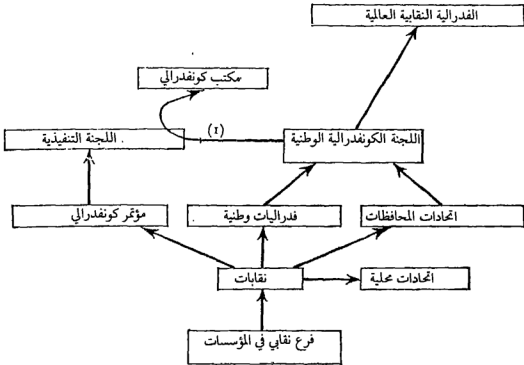 الفدرالية النقابية العالمية
مكتب كونفدرالي
(١)
اللجنة الكونفدرالية الوطنية
اللجنة التنفيذية
اتحادات المحافظات
فدراليات وطنية
مؤتمر كونفدرالي
نقابات
اتحادات محلية
فرع نقابي في المؤسسات